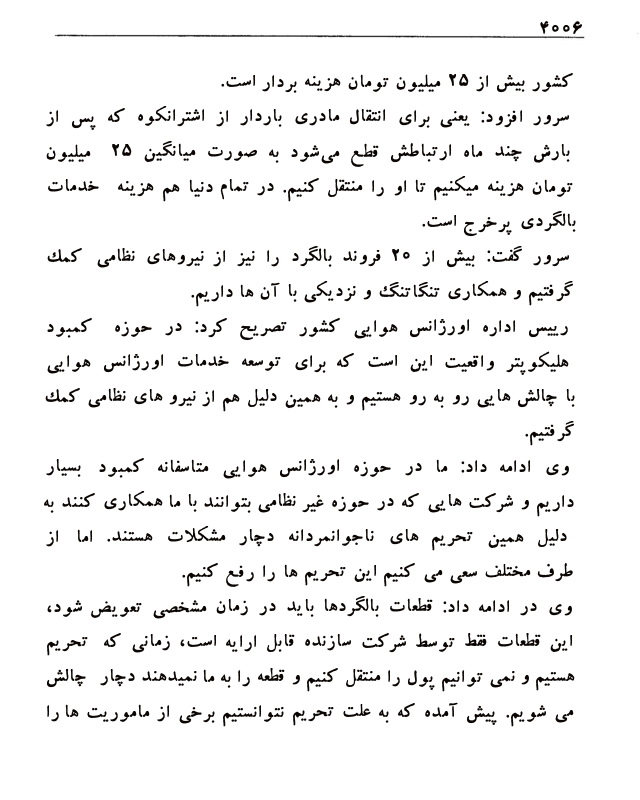 ۴۰۰۶
کشور بیش از ۲۵ میلیون تومان هزینه بردار است.
سرور افزود: یعنی برای انتقال مادری باردار از اشترانکوه که پس از
بارش چند ماه ارتباطش قطع می‌شود به صورت میانگین ۲۵ میلیون
تومان هزینه میکنیم تا او را منتقل کنیم. در تمام دنیا هم هزینه خدمات
بالگردی پرخرج است.
سرور گفت: بیش از ۲۰ فروند بالگرد را نیز از نیروهای نظامی کمک
گرفتیم و همکاری تنگاتنگ و نزدیکی با آن ها داریم.
رییس اداره اورژانس هوایی کشور تصریح کرد: در حوزه کمبود
هلیکوپتر واقعیت این است که برای توسعه خدمات اورژانس هوایی
با چالش هایی رو به رو هستیم و به همین دلیل هم از نیرو های نظامی کمک
گرفتیم.
وی ادامه داد: ما در حوزه اورژانس هوایی متاسفانه کمبود بسیار
داریم و شرکت هایی که در حوزه غیر نظامی بتوانند با ما همکاری کنند به
دلیل همین تحریم های ناجوانمردانه دچار مشکلات هستند. اما از
طرف مختلف سعی می کنیم این تحریم ها را رفع کنیم.
وی در ادامه داد: قطعات بالگردها باید در زمان مشخصی تعویض شود،
این قطعات فقط توسط شرکت سازنده قابل ارایه است، زمانی که تحریم
هستیم و نمی توانیم پول را منتقل کنیم و قطعه را به ما نمیدهند دچار چالش
می شویم. پیش آمده که به علت تحریم نتوانستیم برخی از ماموریت ها را